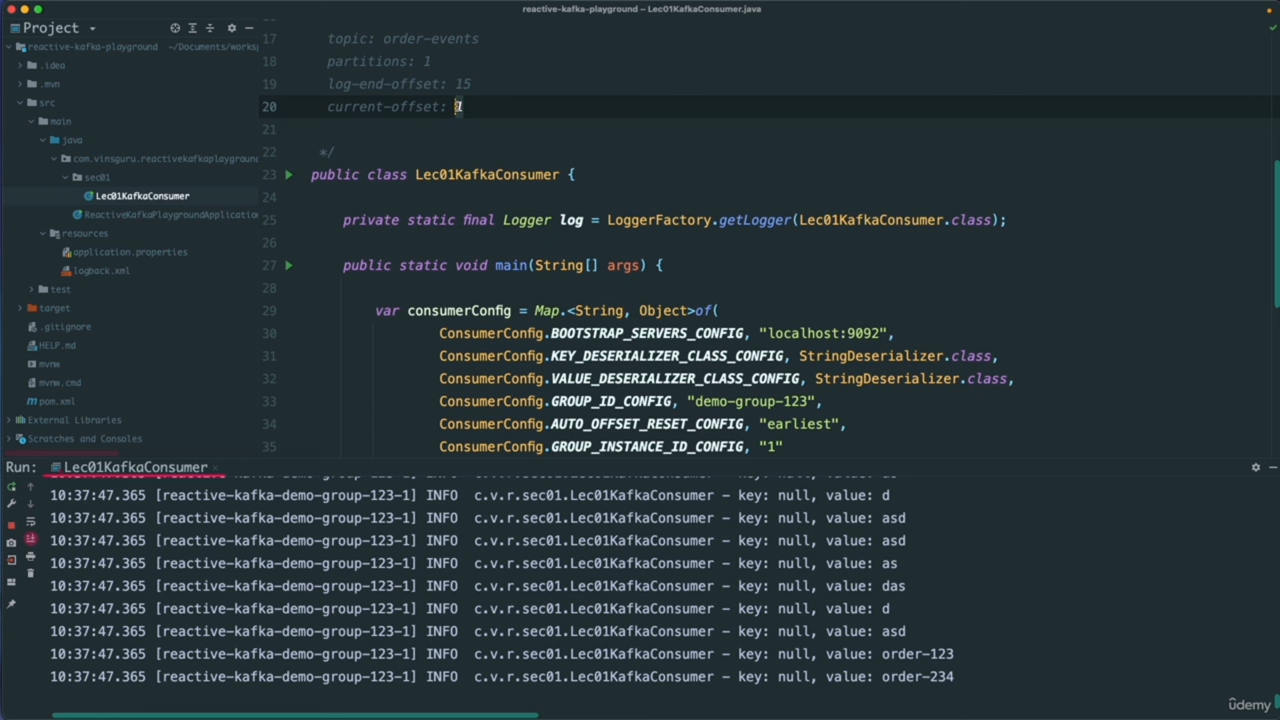 reactive-kafka-playground – Lec01KafkaConsumer.java
Project
reactive-kafka-playground ~/Documents/works
.idea
.mvn
src
main
java
com.vinsguru.reactivekafkaplayground
sec01
Lec01KafkaConsumer
ReactiveKafkaPlaygroundApplication
resources
application.properties
logback.xml
test
target
.gitignore
HELP.md
mvnw
mvnw.cmd
pom.xml
External Libraries
Scratches and Consoles
17 topic: order-events
18 partitions: 1
19 log-end-offset: 15
20 current-offset:
21
22 */
23 public class Lec01KafkaConsumer {
24
25 private static final Logger log = LoggerFactory.getLogger(Lec01KafkaConsumer.class);
26
27 public static void main(String[] args) {
28
29 var consumerConfig = Map.<String, Object>of(
30 ConsumerConfig.BOOTSTRAP_SERVERS_CONFIG, "localhost:9092",
31 ConsumerConfig.KEY_DESERIALIZER_CLASS_CONFIG, StringDeserializer.class,
32 ConsumerConfig.VALUE_DESERIALIZER_CLASS_CONFIG, StringDeserializer.class,
33 ConsumerConfig.GROUP_ID_CONFIG, "demo-group-123",
34 ConsumerConfig.AUTO_OFFSET_RESET_CONFIG, "earliest",
35 ConsumerConfig.GROUP_INSTANCE_ID_CONFIG, "1"
Run: Lec01KafkaConsumer
10:37:47.365 [reactive-kafka-demo-group-123-1] INFO c.v.r.sec01.Lec01KafkaConsumer – key: null, value: d
10:37:47.365 [reactive-kafka-demo-group-123-1] INFO c.v.r.sec01.Lec01KafkaConsumer – key: null, value: asd
10:37:47.365 [reactive-kafka-demo-group-123-1] INFO c.v.r.sec01.Lec01KafkaConsumer – key: null, value: asd
10:37:47.365 [reactive-kafka-demo-group-123-1] INFO c.v.r.sec01.Lec01KafkaConsumer – key: null, value: as
10:37:47.365 [reactive-kafka-demo-group-123-1] INFO c.v.r.sec01.Lec01KafkaConsumer – key: null, value: das
10:37:47.365 [reactive-kafka-demo-group-123-1] INFO c.v.r.sec01.Lec01KafkaConsumer – key: null, value: d
10:37:47.365 [reactive-kafka-demo-group-123-1] INFO c.v.r.sec01.Lec01KafkaConsumer – key: null, value: asd
10:37:47.365 [reactive-kafka-demo-group-123-1] INFO c.v.r.sec01.Lec01KafkaConsumer – key: null, value: order-123
10:37:47.365 [reactive-kafka-demo-group-123-1] INFO c.v.r.sec01.Lec01KafkaConsumer – key: null, value: order-234
ûdemy